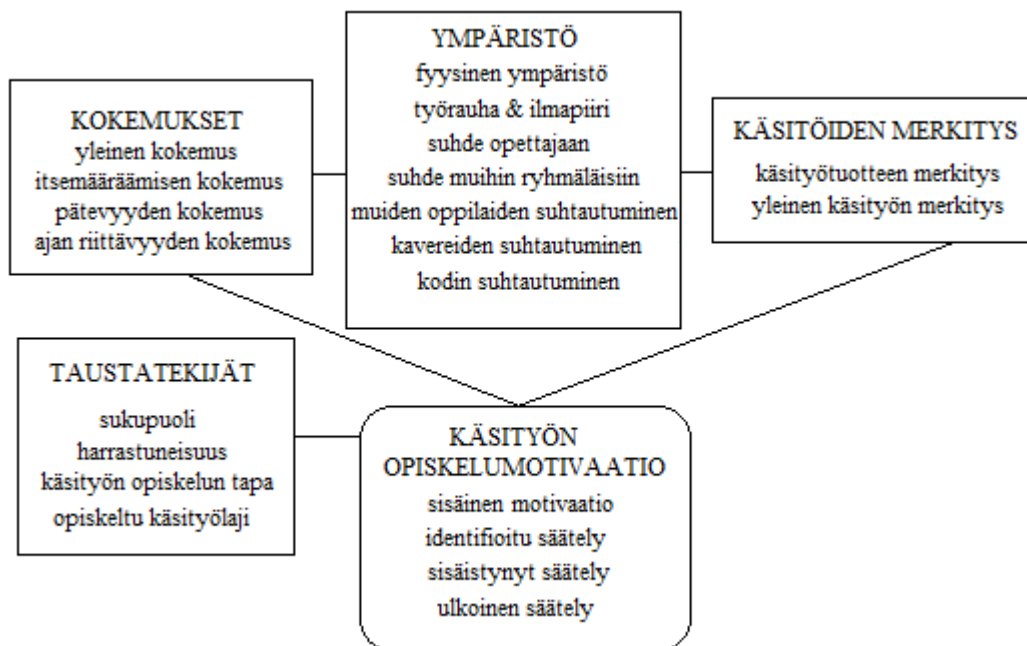 YMPÄRISTÖ
fyysinen ympäristö
työrauha & ilmapiiri
suhde opettajaan
suhde muihin ryhmäläisiin
muiden oppilaiden suhtautuminen
kavereiden suhtautuminen
kodin suhtautuminen
KOKEMUKSET
yleinen kokemus
itsemääräämisen kokemus
pätevyyden kokemus
ajan riittävyyden kokemus
KÄSITÖIDEN MERKITYS
käsityötuotteen merkitys
yleinen käsityön merkitys
TAUSTATEKIJÄT
sukupuoli
harrastuneisuus
käsityön opiskelun tapa
opiskeltu käsityölaji
KÄSITYÖN
OPISKELUMOTIVAATIO
sisäinen motivaatio
identifioitu säätely
sisäistynyt säätely
ulkoinen säätely